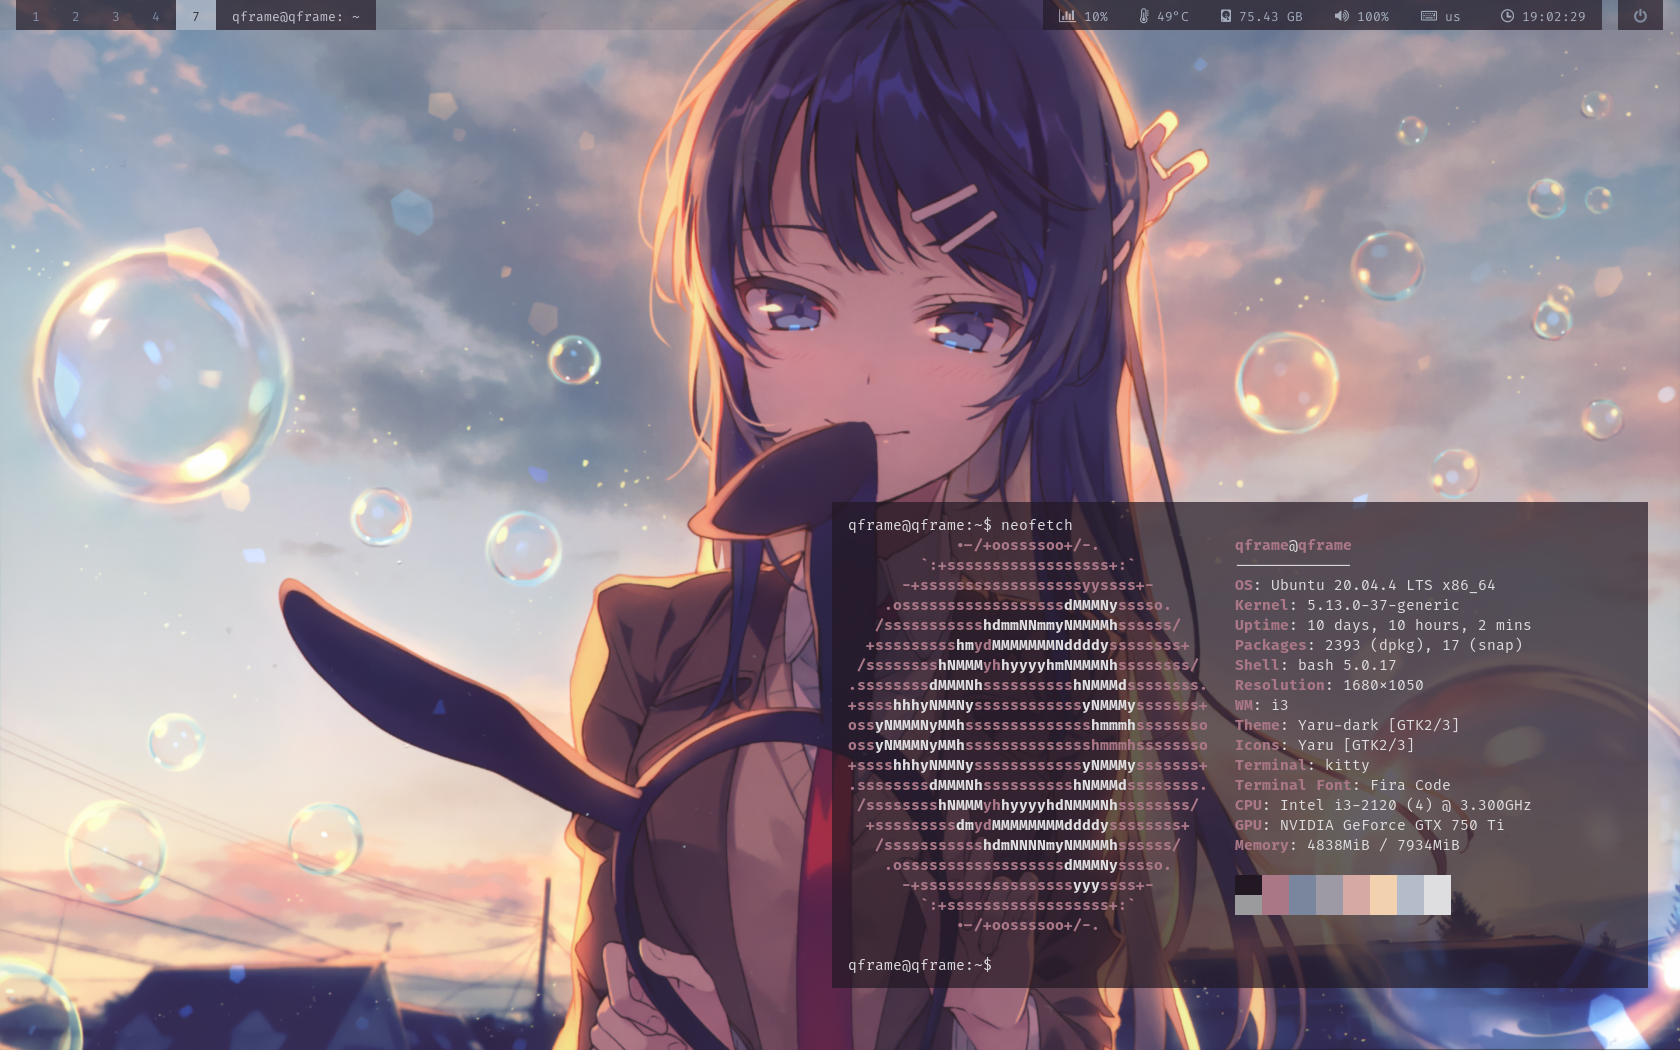 1 2 3 4 7 qframe@qframe: ~ 10% 49°C 75.43 GB 100% us 19:02:29
qframe@qframe:~$ neofetch
•-/+oossssoo+/-.
`:+ssssssssssssssssss+:`
-+ssssssssssssssssssyyssss+-
.ossssssssssssssssssdMMMNysssso.
/ssssssssssshdmmNNmmyNMMMMhssssss/
+ssssssssshmydMMMMMMMNddddyssssssss+
/sssssssshNMMMyhhyyyyhmNMMMNhssssssss/
.ssssssssdMMMNhsssssssssshNMMMdssssssss.
+sssshhhyNMMNyssssssssssssyNMMMysssssss+
ossyNMMMNyMMhsssssssssssssshmmmhssssssso
ossyNMMMNyMMhsssssssssssssshmmmhssssssso
+sssshhhyNMMNyssssssssssssyNMMMysssssss+
.ssssssssdMMMNhsssssssssshNMMMdssssssss.
/sssssssshNMMMyhhyyyyhdNMMMNhssssssss/
+sssssssssdmydMMMMMMMMddddyssssssss+
/ssssssssssshdmNNNNmyNMMMMhssssss/
.ossssssssssssssssssdMMMNysssso.
-+sssssssssssssssssyyyssss+-
`:+ssssssssssssssssss+:`
•-/+oossssoo+/-.
qframe@qframe
-------------
OS: Ubuntu 20.04.4 LTS x86_64
Kernel: 5.13.0-37-generic
Uptime: 10 days, 10 hours, 2 mins
Packages: 2393 (dpkg), 17 (snap)
Shell: bash 5.0.17
Resolution: 1680×1050
WM: i3
Theme: Yaru-dark [GTK2/3]
Icons: Yaru [GTK2/3]
Terminal: kitty
Terminal Font: Fira Code
CPU: Intel i3-2120 (4) @ 3.300GHz
GPU: NVIDIA GeForce GTX 750 Ti
Memory: 4838MiB / 7934MiB
qframe@qframe:~$